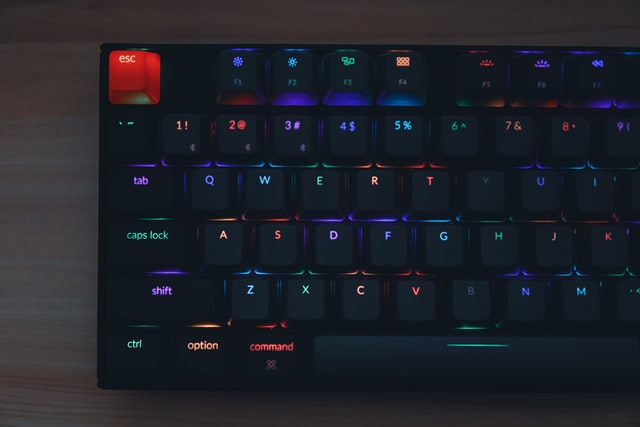 esc F1 F2 F3 F4 F5 F6 F7
` ~ 1 ! 2 @ 3 # 4 $ 5 % 6 ^ 7 & 8 * 9 (
tab Q W E R T Y U I
caps lock A S D F G H J K
shift Z X C V B N M
ctrl option command